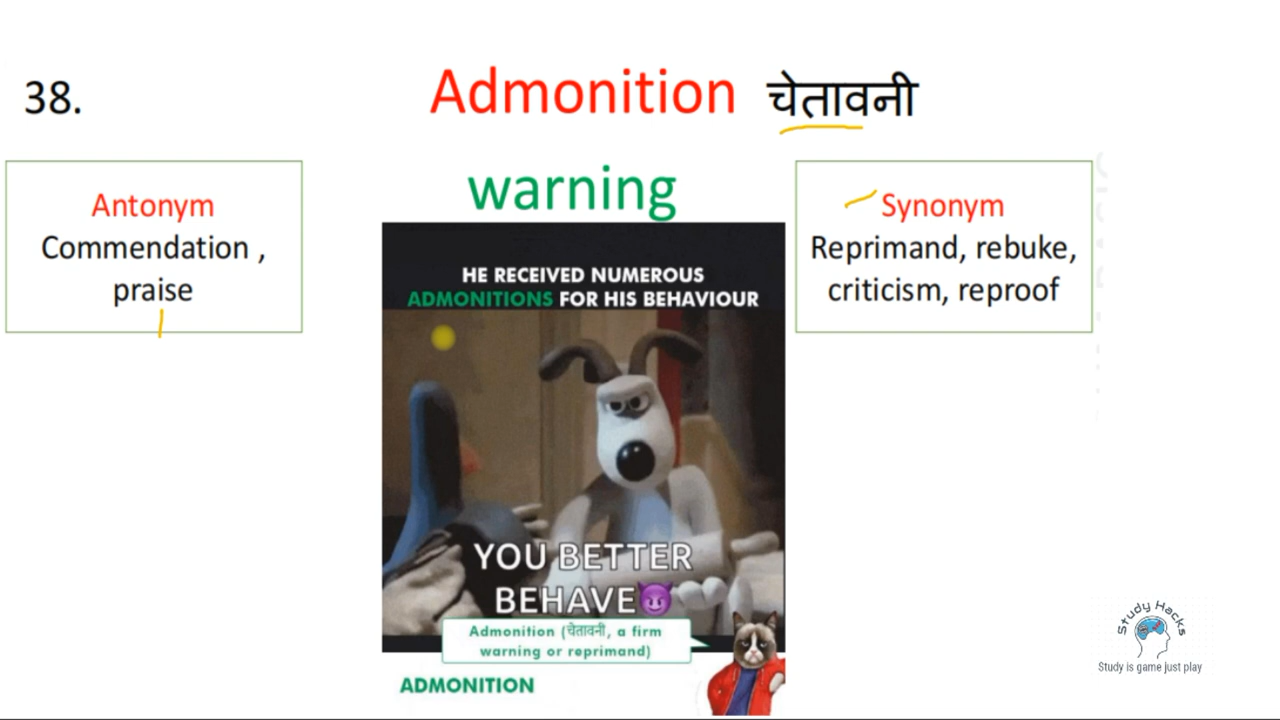 38.
Admonition चेतावनी
warning
Antonym
Commendation ,
praise
Synonym
Reprimand, rebuke,
criticism, reproof
HE RECEIVED NUMEROUS
ADMONITIONS FOR HIS BEHAVIOUR
YOU BETTER
BEHAVE😈
Admonition (चेतावनी, a firm
warning or reprimand)
ADMONITION
Study Hacks
Study is game just play